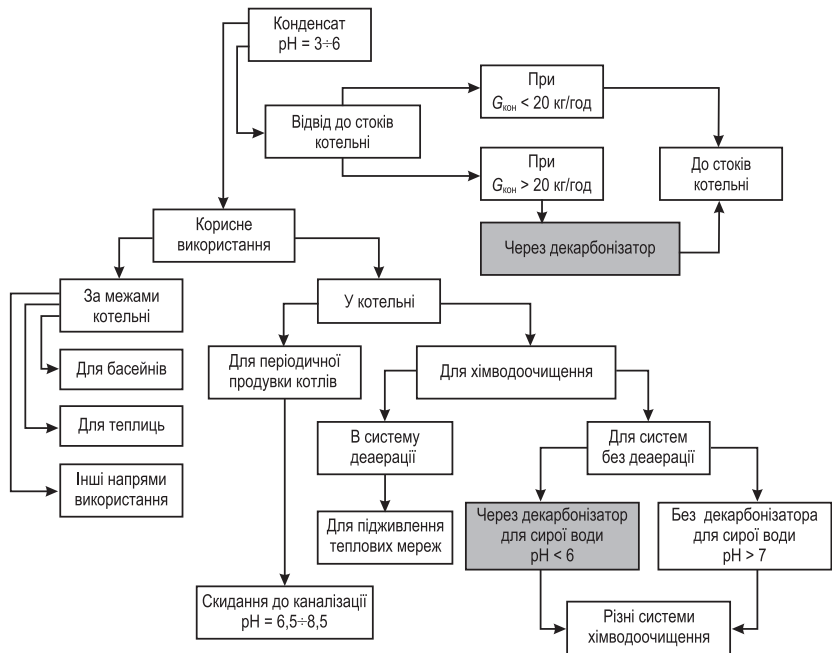 Конденсат
pH = 3÷6
Відвід до стоків
котельні
При
Gкон < 20 кг/год
При
Gкон > 20 кг/год
До стоків
котельні
Через декарбонізатор
Корисне
використання
За межами
котельні
У котельні
Для басейнів
Для теплиць
Інші напрями
використання
Для періодичної
продувки котлів
Для хімводоочищення
В систему
деаерації
Для систем
без деаерації
Для підживлення
теплових мереж
Через декарбонізатор
для сирої води
pH < 6
Без декарбонізатора
для сирої води
pH > 7
Скидання до каналізації
pH = 6,5÷8,5
Різні системи
хімводоочищення